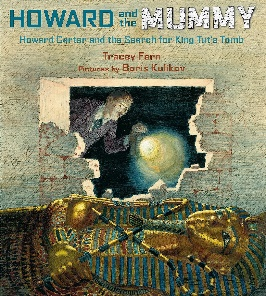 HOWARD and the MUMMY
Howard Carter and the Search for King Tut's Tomb
Tracey Fern
Pictures by Boris Kulikov